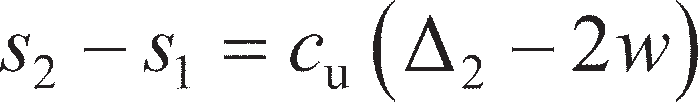 s₂ − s₁ = cᵤ (Δ₂ − 2w)